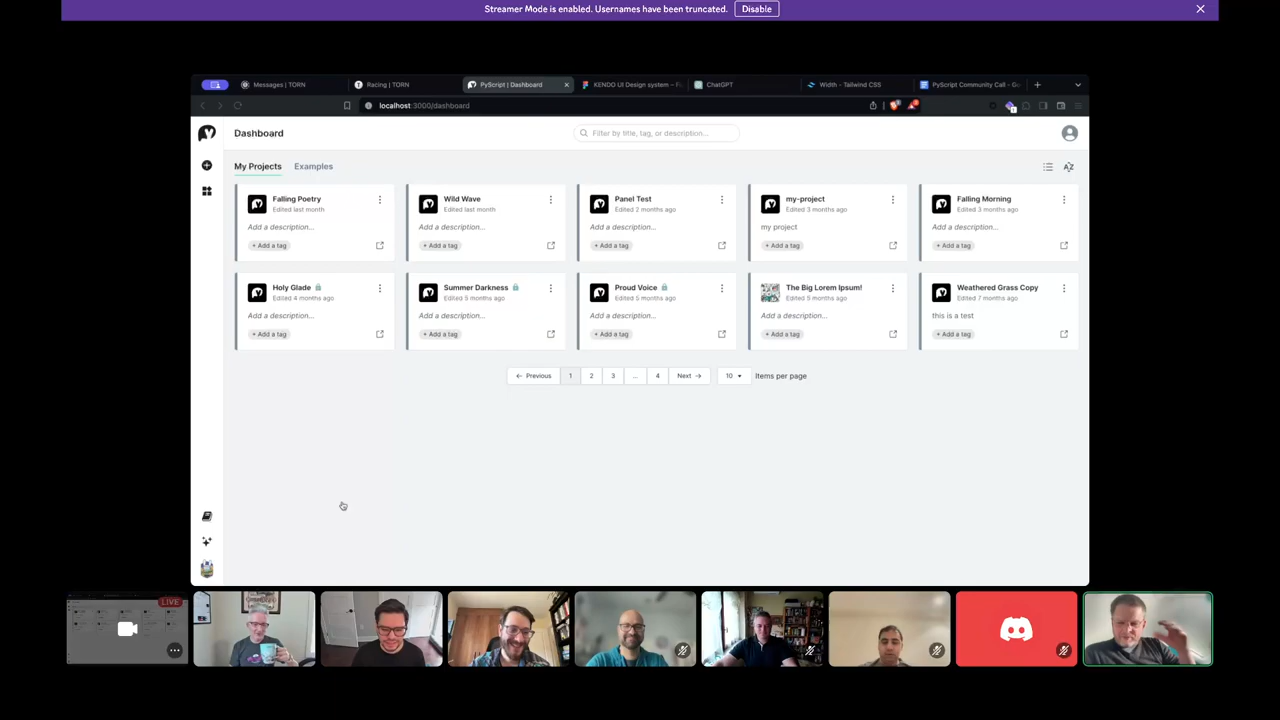 Streamer Mode is enabled. Usernames have been truncated. Disable
Messages | TORN
Racing | TORN
PyScript | Dashboard
KENDO UI Design system – Fi
ChatGPT
Width - Tailwind CSS
PyScript Community Call - Go
localhost:3000/dashboard
Dashboard
Filter by title, tag, or description...
My Projects
Examples
AZ
Falling Poetry
Edited last month
Add a description...
+ Add a tag
Wild Wave
Edited last month
Add a description...
+ Add a tag
Panel Test
Edited 2 months ago
Add a description...
+ Add a tag
my-project
Edited 3 months ago
my project
+ Add a tag
Falling Morning
Edited 3 months ago
Add a description...
+ Add a tag
Holy Glade
Edited 4 months ago
Add a description...
+ Add a tag
Summer Darkness
Edited 5 months ago
Add a description...
+ Add a tag
Proud Voice
Edited 5 months ago
Add a description...
+ Add a tag
The Big Lorem Ipsum!
Edited 5 months ago
Add a description...
+ Add a tag
Weathered Grass Copy
Edited 7 months ago
this is a test
+ Add a tag
← Previous 1 2 3 ... 4 Next → 10 Items per page
LIVE